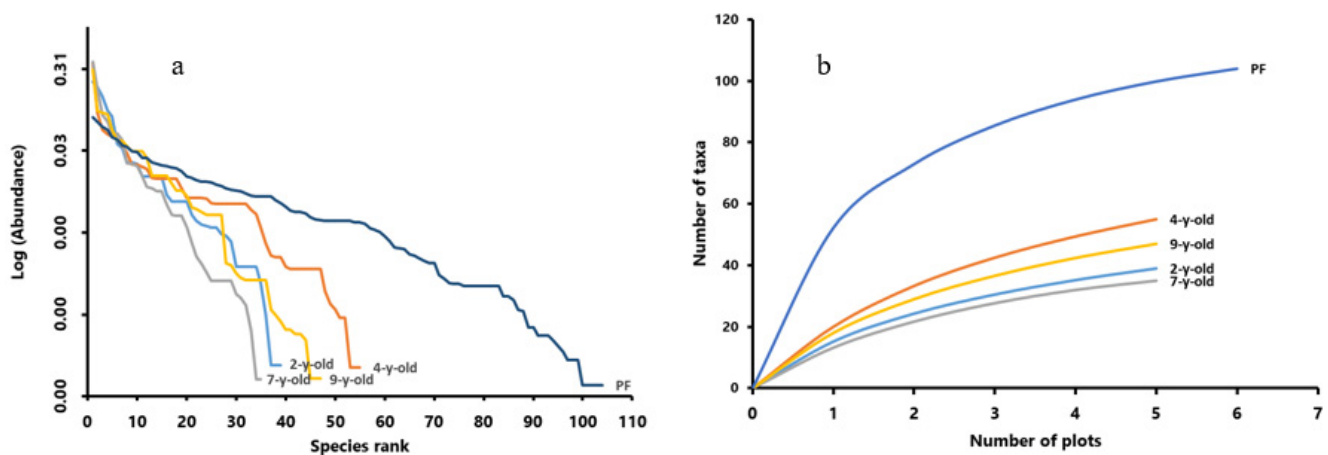 a
Log (Abundance)
0.31
0.03
0.00
0.00
0.00
2-y-old
4-y-old
7-y-old
9-y-old
PF
0 10 20 30 40 50 60 70 80 90 100 110
Species rank
b
Number of taxa
120
100
80
60
40
20
0
PF
4-y-old
9-y-old
2-y-old
7-y-old
0 1 2 3 4 5 6 7
Number of plots